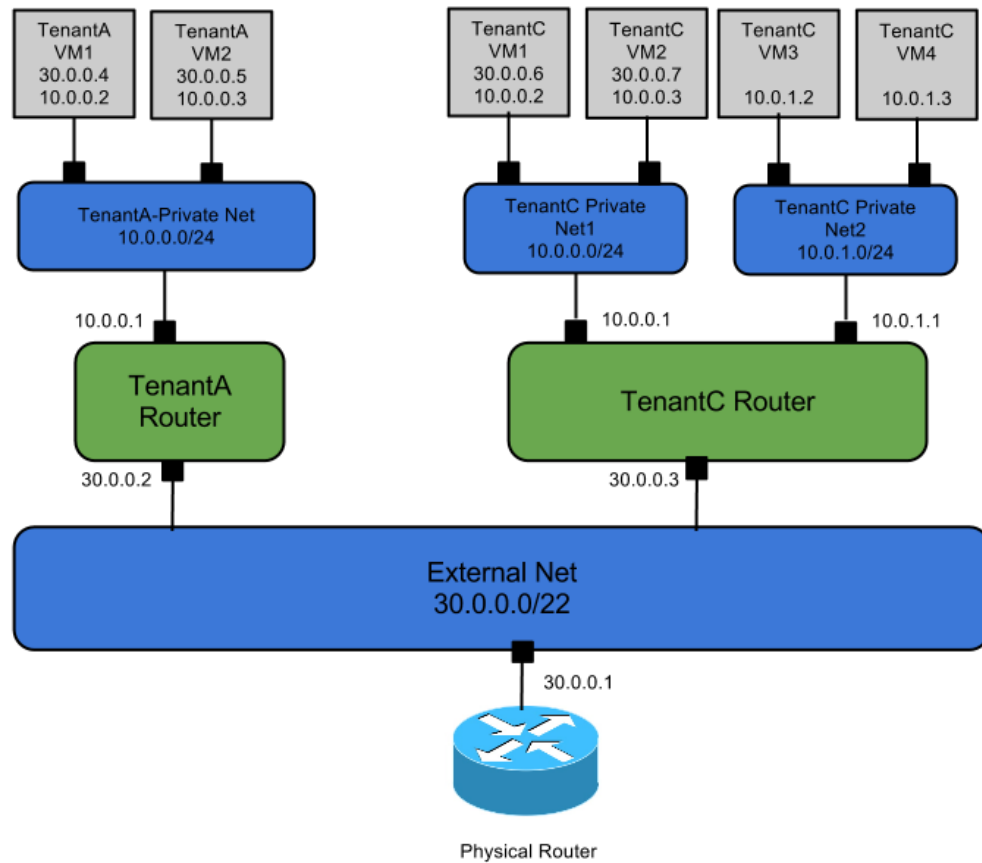 TenantA
VM1
30.0.0.4
10.0.0.2
TenantA
VM2
30.0.0.5
10.0.0.3
TenantC
VM1
30.0.0.6
10.0.0.2
TenantC
VM2
30.0.0.7
10.0.0.3
TenantC
VM3
10.0.1.2
TenantC
VM4
10.0.1.3
TenantA-Private Net
10.0.0.0/24
TenantC Private
Net1
10.0.0.0/24
TenantC Private
Net2
10.0.1.0/24
10.0.0.1
10.0.0.1
10.0.1.1
TenantA
Router
TenantC Router
30.0.0.2
30.0.0.3
External Net
30.0.0.0/22
30.0.0.1
Physical Router